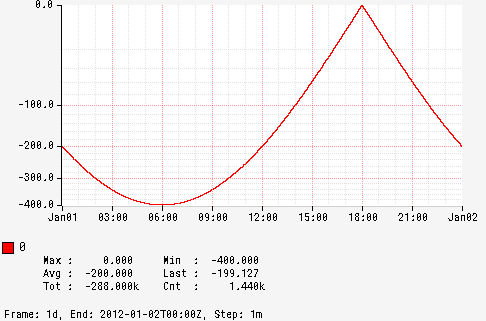 0.0
-100.0
-200.0
-300.0
-400.0
Jan01 03:00 06:00 09:00 12:00 15:00 18:00 21:00 Jan02
0
Max : 0.000 Min : -400.000
Avg : -200.000 Last : -199.127
Tot : -288.000k Cnt : 1.440k
Frame: 1d, End: 2012-01-02T00:00Z, Step: 1m